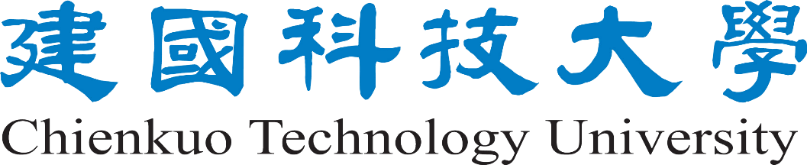 建國科技大學
Chienkuo Technology University